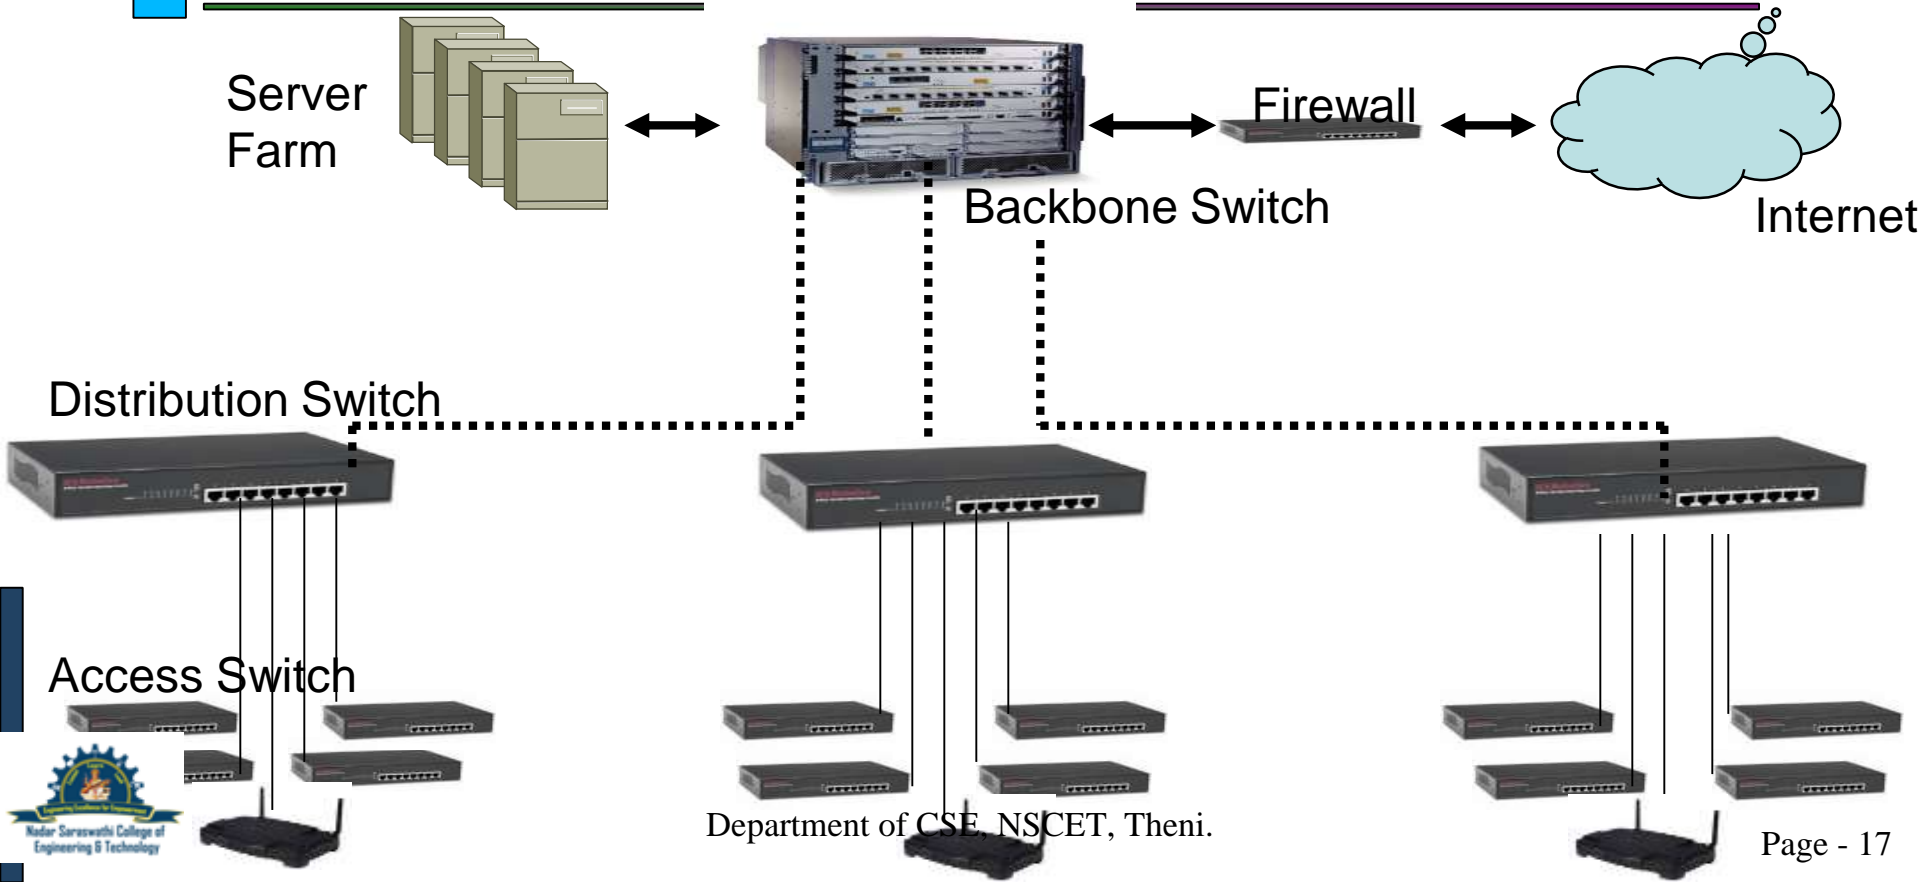 Server
Farm
Firewall
Backbone Switch
Internet
Distribution Switch
Access Switch
Nadar Saraswathi College of
Engineering & Technology
Department of CSE, NSCET, Theni.
Page - 17